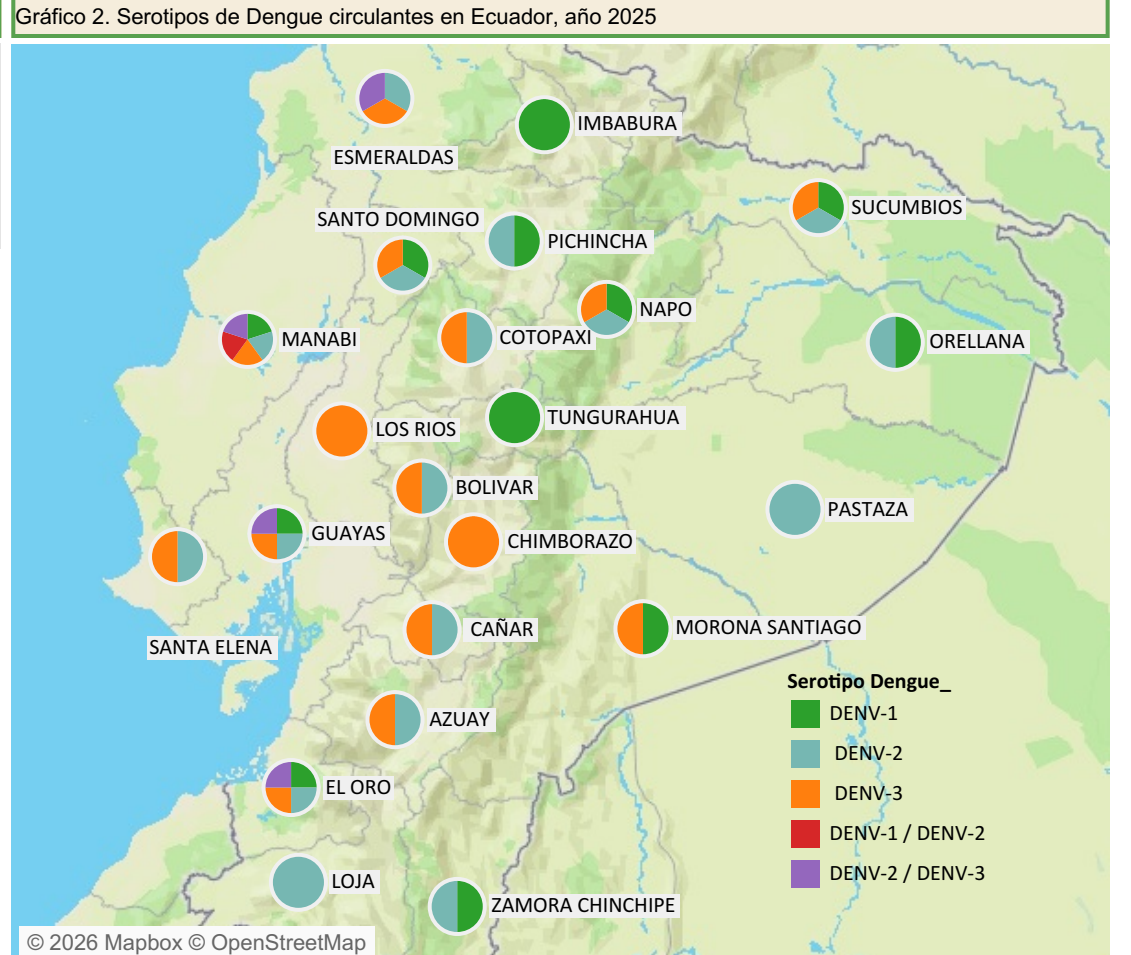 Gráfico 2. Serotipos de Dengue circulantes en Ecuador, año 2025
IMBABURA
ESMERALDAS
SUCUMBIOS
SANTO DOMINGO
PICHINCHA
NAPO
COTOPAXI
MANABI
ORELLANA
TUNGURAHUA
LOS RIOS
BOLIVAR
PASTAZA
GUAYAS
CHIMBORAZO
CAÑAR
MORONA SANTIAGO
SANTA ELENA
AZUAY
EL ORO
LOJA
ZAMORA CHINCHIPE
Serotipo Dengue_
DENV-1
DENV-2
DENV-3
DENV-1 / DENV-2
DENV-2 / DENV-3
© 2026 Mapbox © OpenStreetMap